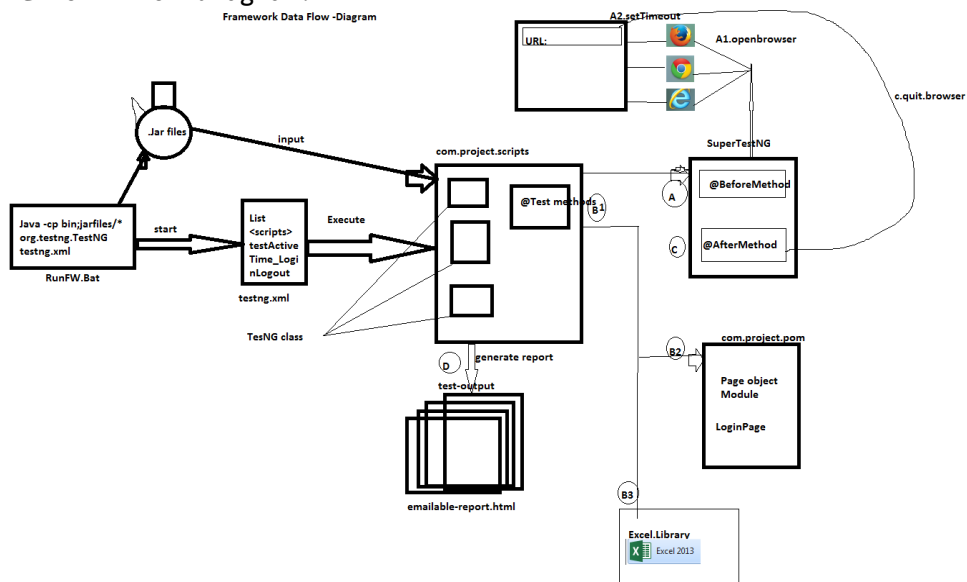 Framework Data Flow -Diagram
A2.setTimeout
URL:
A1.openbrowser
c.quit.browser
.Jar files
input
com.project.scripts
SuperTestNG
@BeforeMethod
@Test methods
A
B 1
Java -cp bin;jarfiles/*
org.testng.TestNG
testng.xml
start
List
<scripts>
testActive
Time_Logi
nLogout
Execute
@AfterMethod
C
RunFW.Bat
testng.xml
TesNG class
D
generate report
com.project.pom
B2
test-output
Page object
Module
LoginPage
emailable-report.html
B3
Excel.Library
Excel 2013